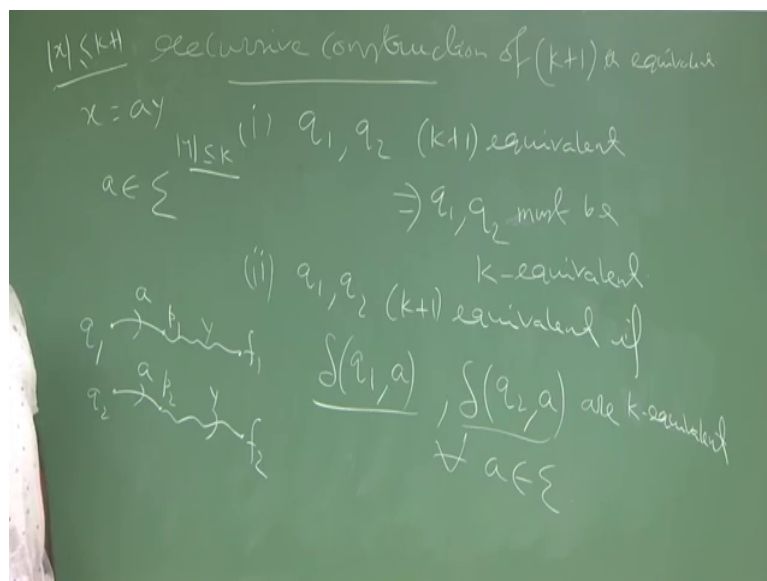 |x| ≤ k+1 recursive construction of (k+1) equivalent
x = ay
|y| ≤ k
a ∈ Σ
(i) q₁, q₂ (k+1) equivalent
⇒ q₁, q₂ must be
k-equivalent
(ii) q₁, q₂ (k+1) equivalent if
δ(q₁, a), δ(q₂, a) are k-equivalent
∀ a ∈ Σ
q₁ a p₁ y f₁
q₂ a p₂ y f₂